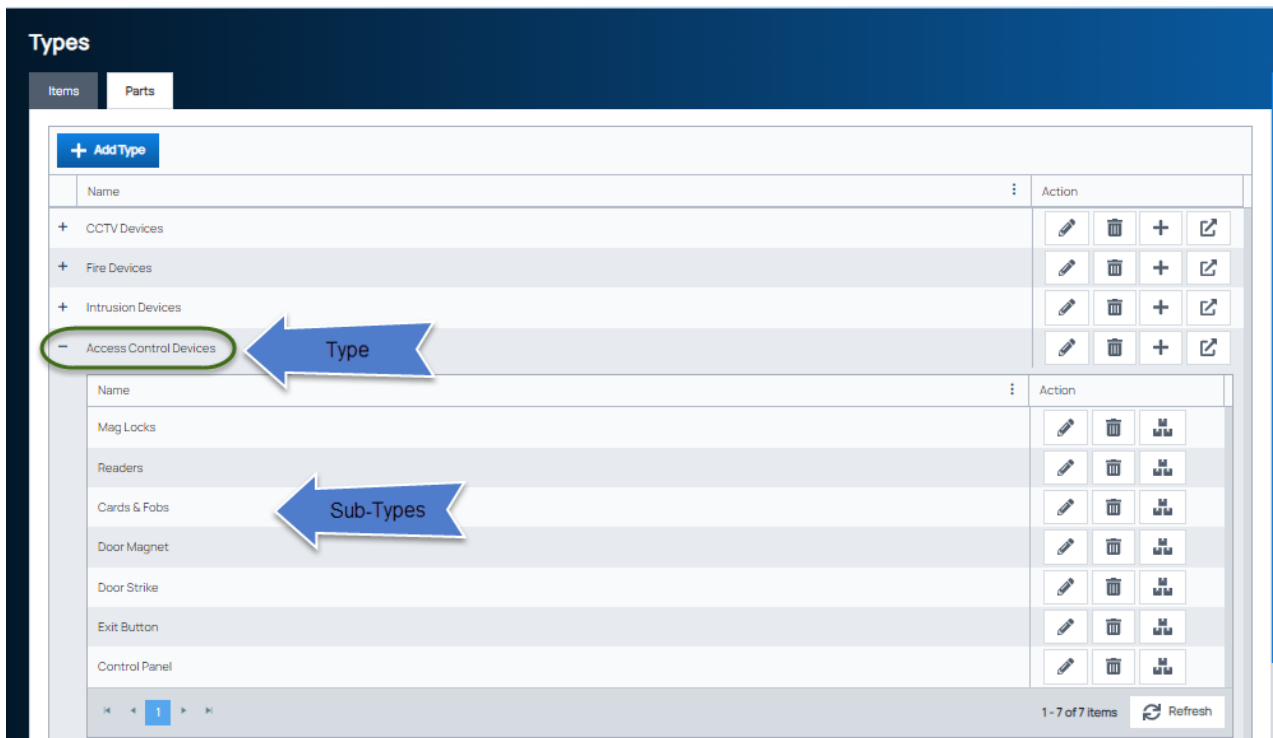 Types
Items Parts
Add Type
Name Action
CCTV Devices
Fire Devices
Intrusion Devices
Access Control Devices Type
Name Action
Mag Locks
Readers
Cards & Fobs Sub-Types
Door Magnet
Door Strike
Exit Button
Control Panel
1 1 - 7 of 7 items Refresh